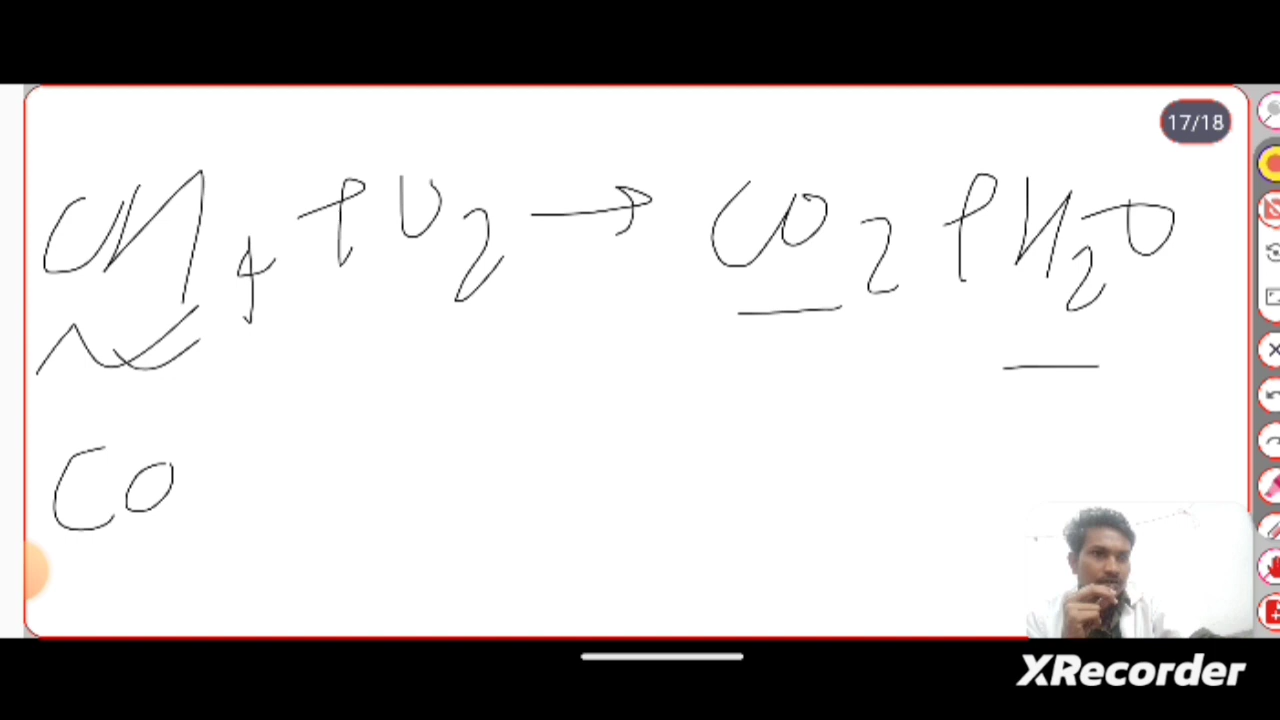 17/18
CH4 + O2 → CO2 + H2O
CO
XRecorder